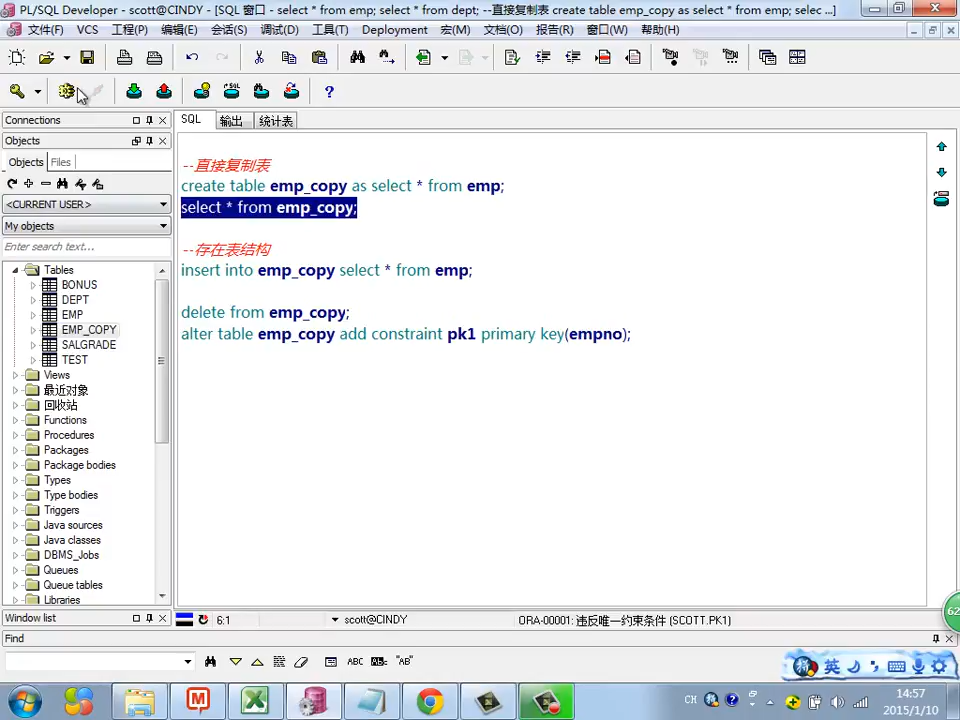 PL/SQL Developer - scott@CINDY - [SQL 窗口 - select * from emp; select * from dept; --直接复制表 create table emp_copy as select * from emp; selec ...]
文件(F) VCS 工程(P) 编辑(E) 会话(S) 调试(D) 工具(T) Deployment 宏(M) 文档(O) 报告(R) 窗口(W) 帮助(H)
Connections
SQL 输出 统计表
Objects
Objects Files
<CURRENT USER>
My objects
Enter search text...
Tables
BONUS
DEPT
EMP
EMP_COPY
SALGRADE
TEST
Views
最近对象
回收站
Functions
Procedures
Packages
Package bodies
Types
Type bodies
Triggers
Java sources
Java classes
DBMS_Jobs
Queues
Queue tables
Libraries
--直接复制表
create table emp_copy as select * from emp;
select * from emp_copy;
--存在表结构
insert into emp_copy select * from emp;
delete from emp_copy;
alter table emp_copy add constraint pk1 primary key(empno);
62
Window list
6:1 scott@CINDY ORA-00001: 违反唯一约束条件 (SCOTT.PK1)
Find
ABC ABc "AB"
英
CH
14:57
2015/1/10